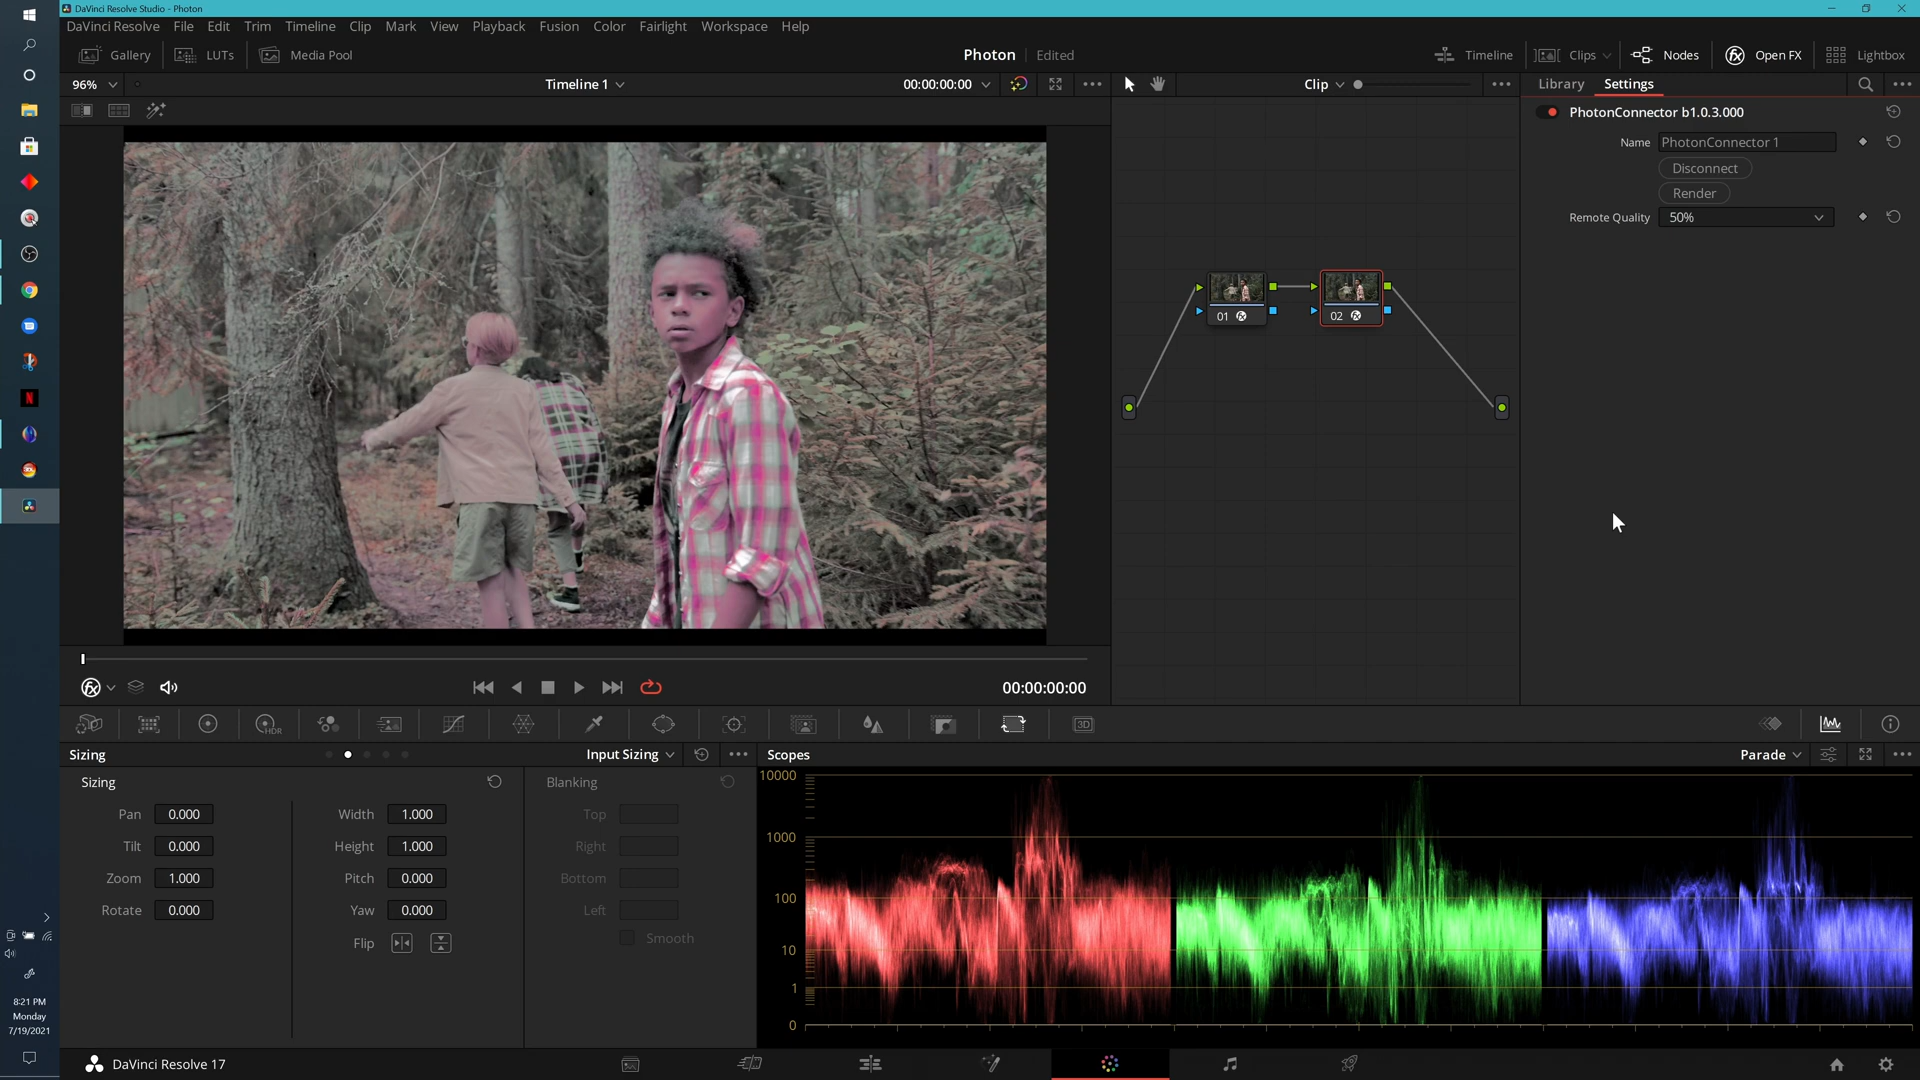 DaVinci Resolve Studio - Photon
DaVinci Resolve File Edit Trim Timeline Clip Mark View Playback Fusion Color Fairlight Workspace Help
Gallery LUTs Media Pool Photon Edited Timeline Clips Nodes Open FX Lightbox
96% Timeline 1 00:00:00:00 Clip Library Settings
PhotonConnector b1.0.3.000
Name PhotonConnector 1
Disconnect
Render
Remote Quality 50%
01 02
00:00:00:00
HDR 3D
Sizing Input Sizing Scopes Parade
Sizing Blanking
Pan 0.000 Width 1.000 Top
Tilt 0.000 Height 1.000 Right
Zoom 1.000 Pitch 0.000 Bottom
Rotate 0.000 Yaw 0.000 Left
Flip Smooth
10000
1000
100
10
1
0
8:21 PM
Monday
7/19/2021
DaVinci Resolve 17